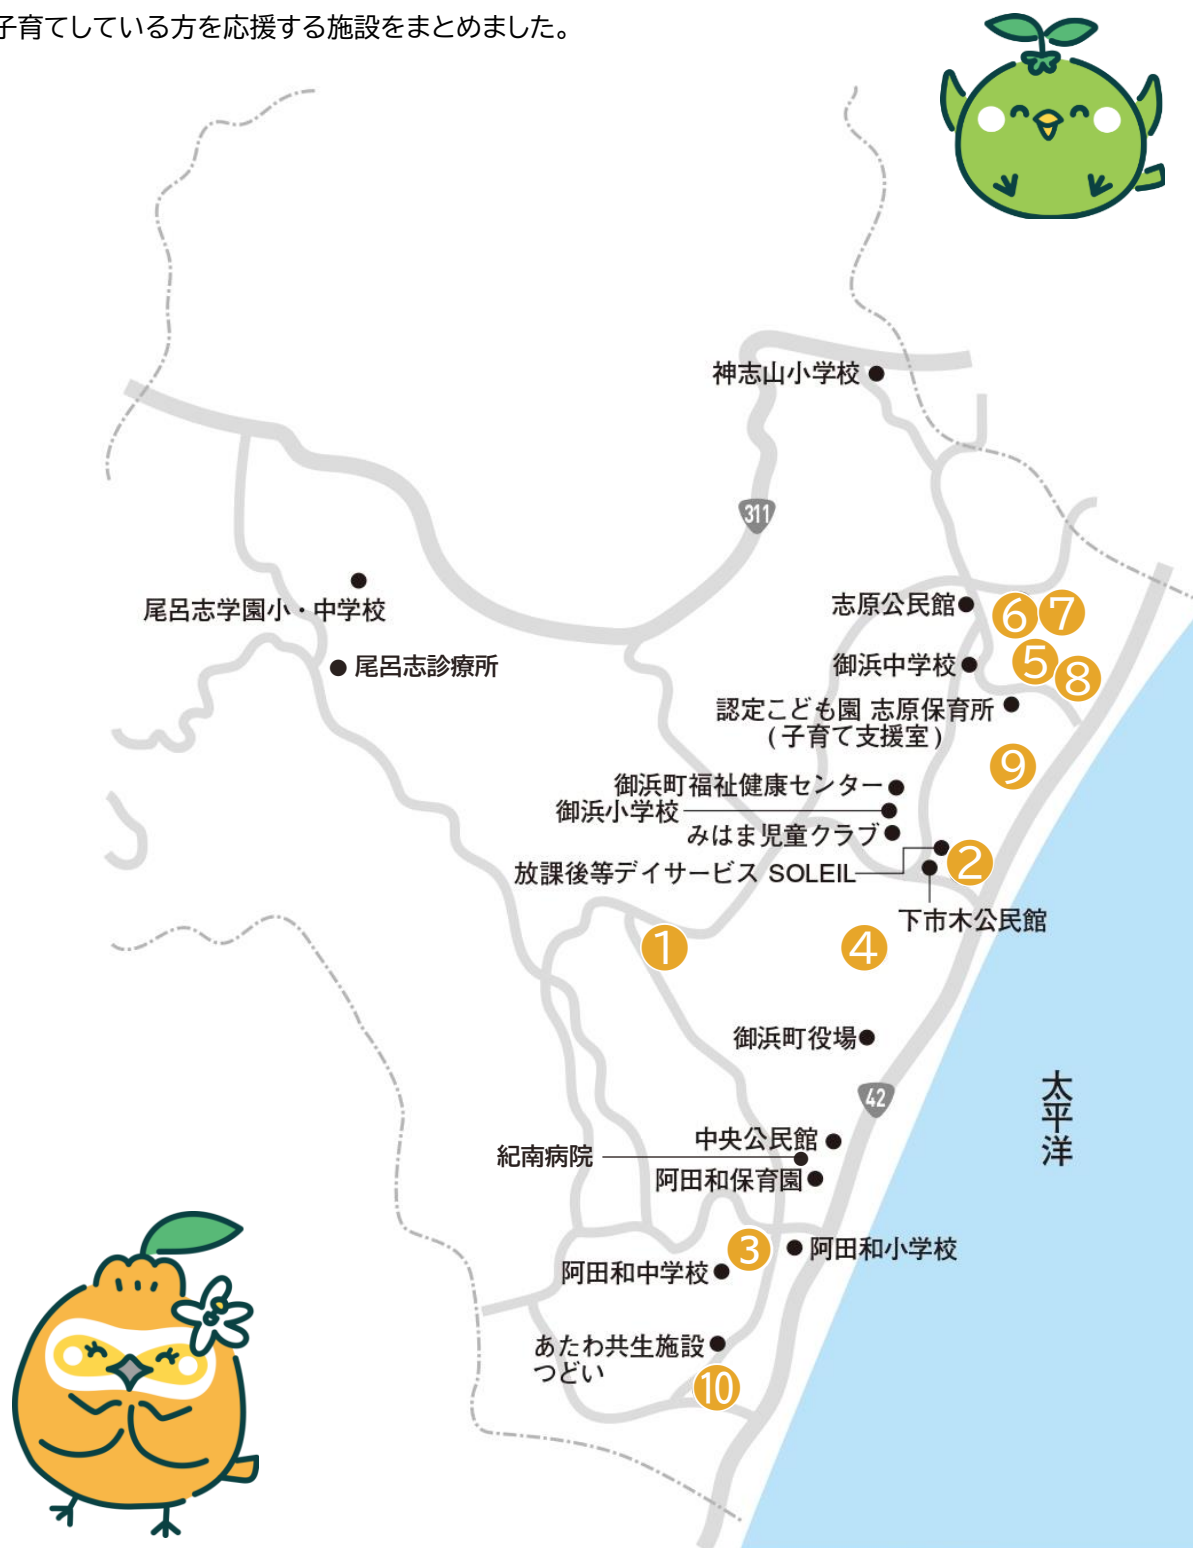 子育てしている方を応援する施設をまとめました。
神志山小学校
311
尾呂志学園小・中学校
尾呂志診療所
志原公民館
6
7
御浜中学校
5
8
認定こども園 志原保育所
(子育て支援室)
9
御浜町福祉健康センター
御浜小学校
みはま児童クラブ
放課後等デイサービス SOLEIL
2
下市木公民館
1
4
御浜町役場
42
太平洋
中央公民館
紀南病院
阿田和保育園
3
阿田和小学校
阿田和中学校
あたわ共生施設
つどい
10